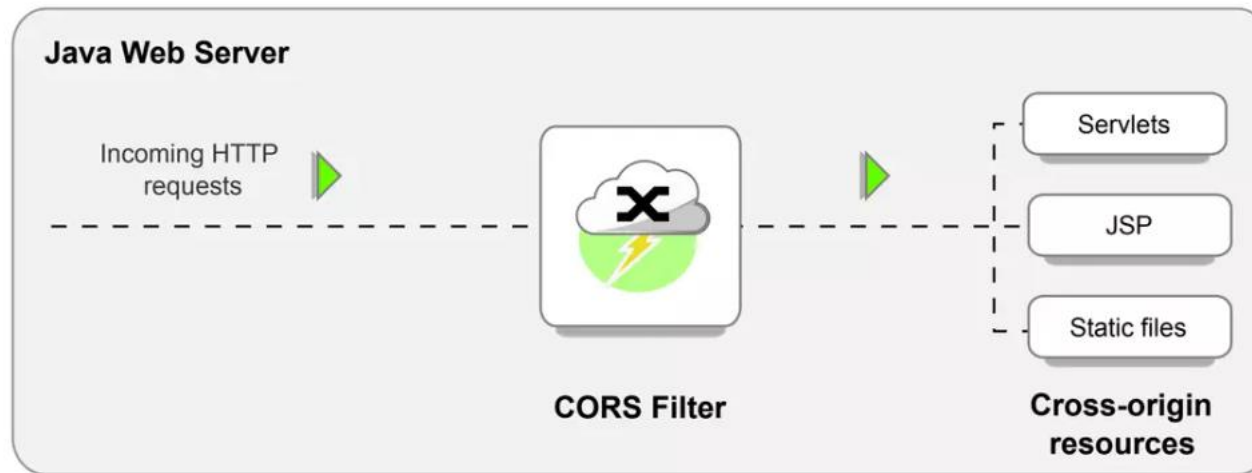 Java Web Server
Incoming HTTP
requests
Servlets
JSP
Static files
CORS Filter
Cross-origin
resources